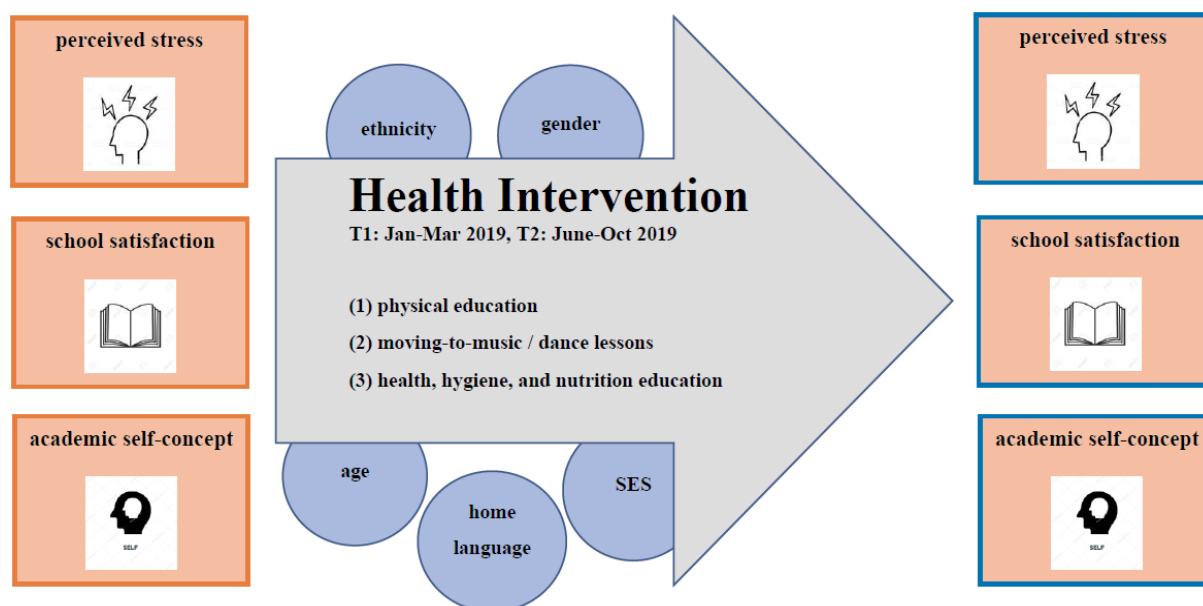 perceived stress
school satisfaction
academic self-concept
SELF
ethnicity
gender
Health Intervention
T1: Jan-Mar 2019, T2: June-Oct 2019
(1) physical education
(2) moving-to-music / dance lessons
(3) health, hygiene, and nutrition education
age
home
language
SES
perceived stress
school satisfaction
academic self-concept
SELF